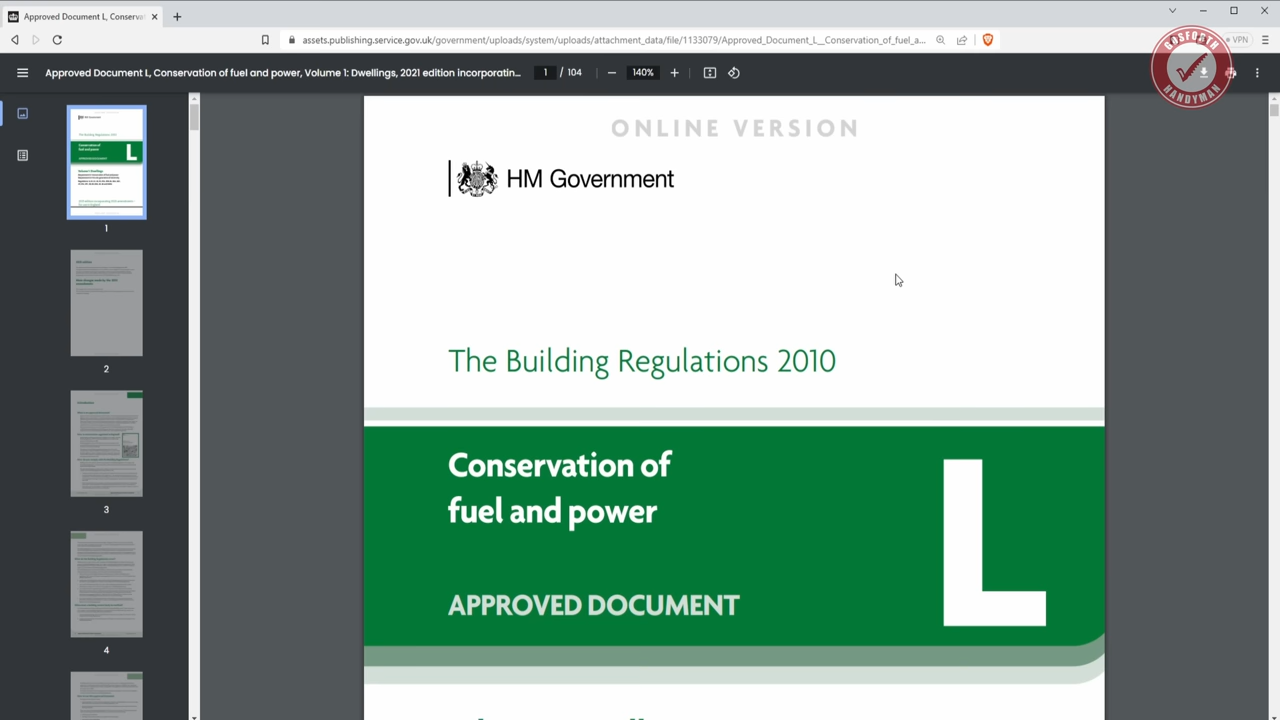 Approved Document L, Conserva
assets.publishing.service.gov.uk/government/uploads/system/uploads/attachment_data/file/1133079/Approved_Document_L__Conservation_of_fuel_a...
VPN
Approved Document L, Conservation of fuel and power, Volume 1: Dwellings, 2021 edition incorporatin...
1 / 104
140%
GOSFORTH
HANDYMAN
ONLINE VERSION
HM Government
The Building Regulations 2010
Conservation of
fuel and power
L
APPROVED DOCUMENT
1
2
3
4